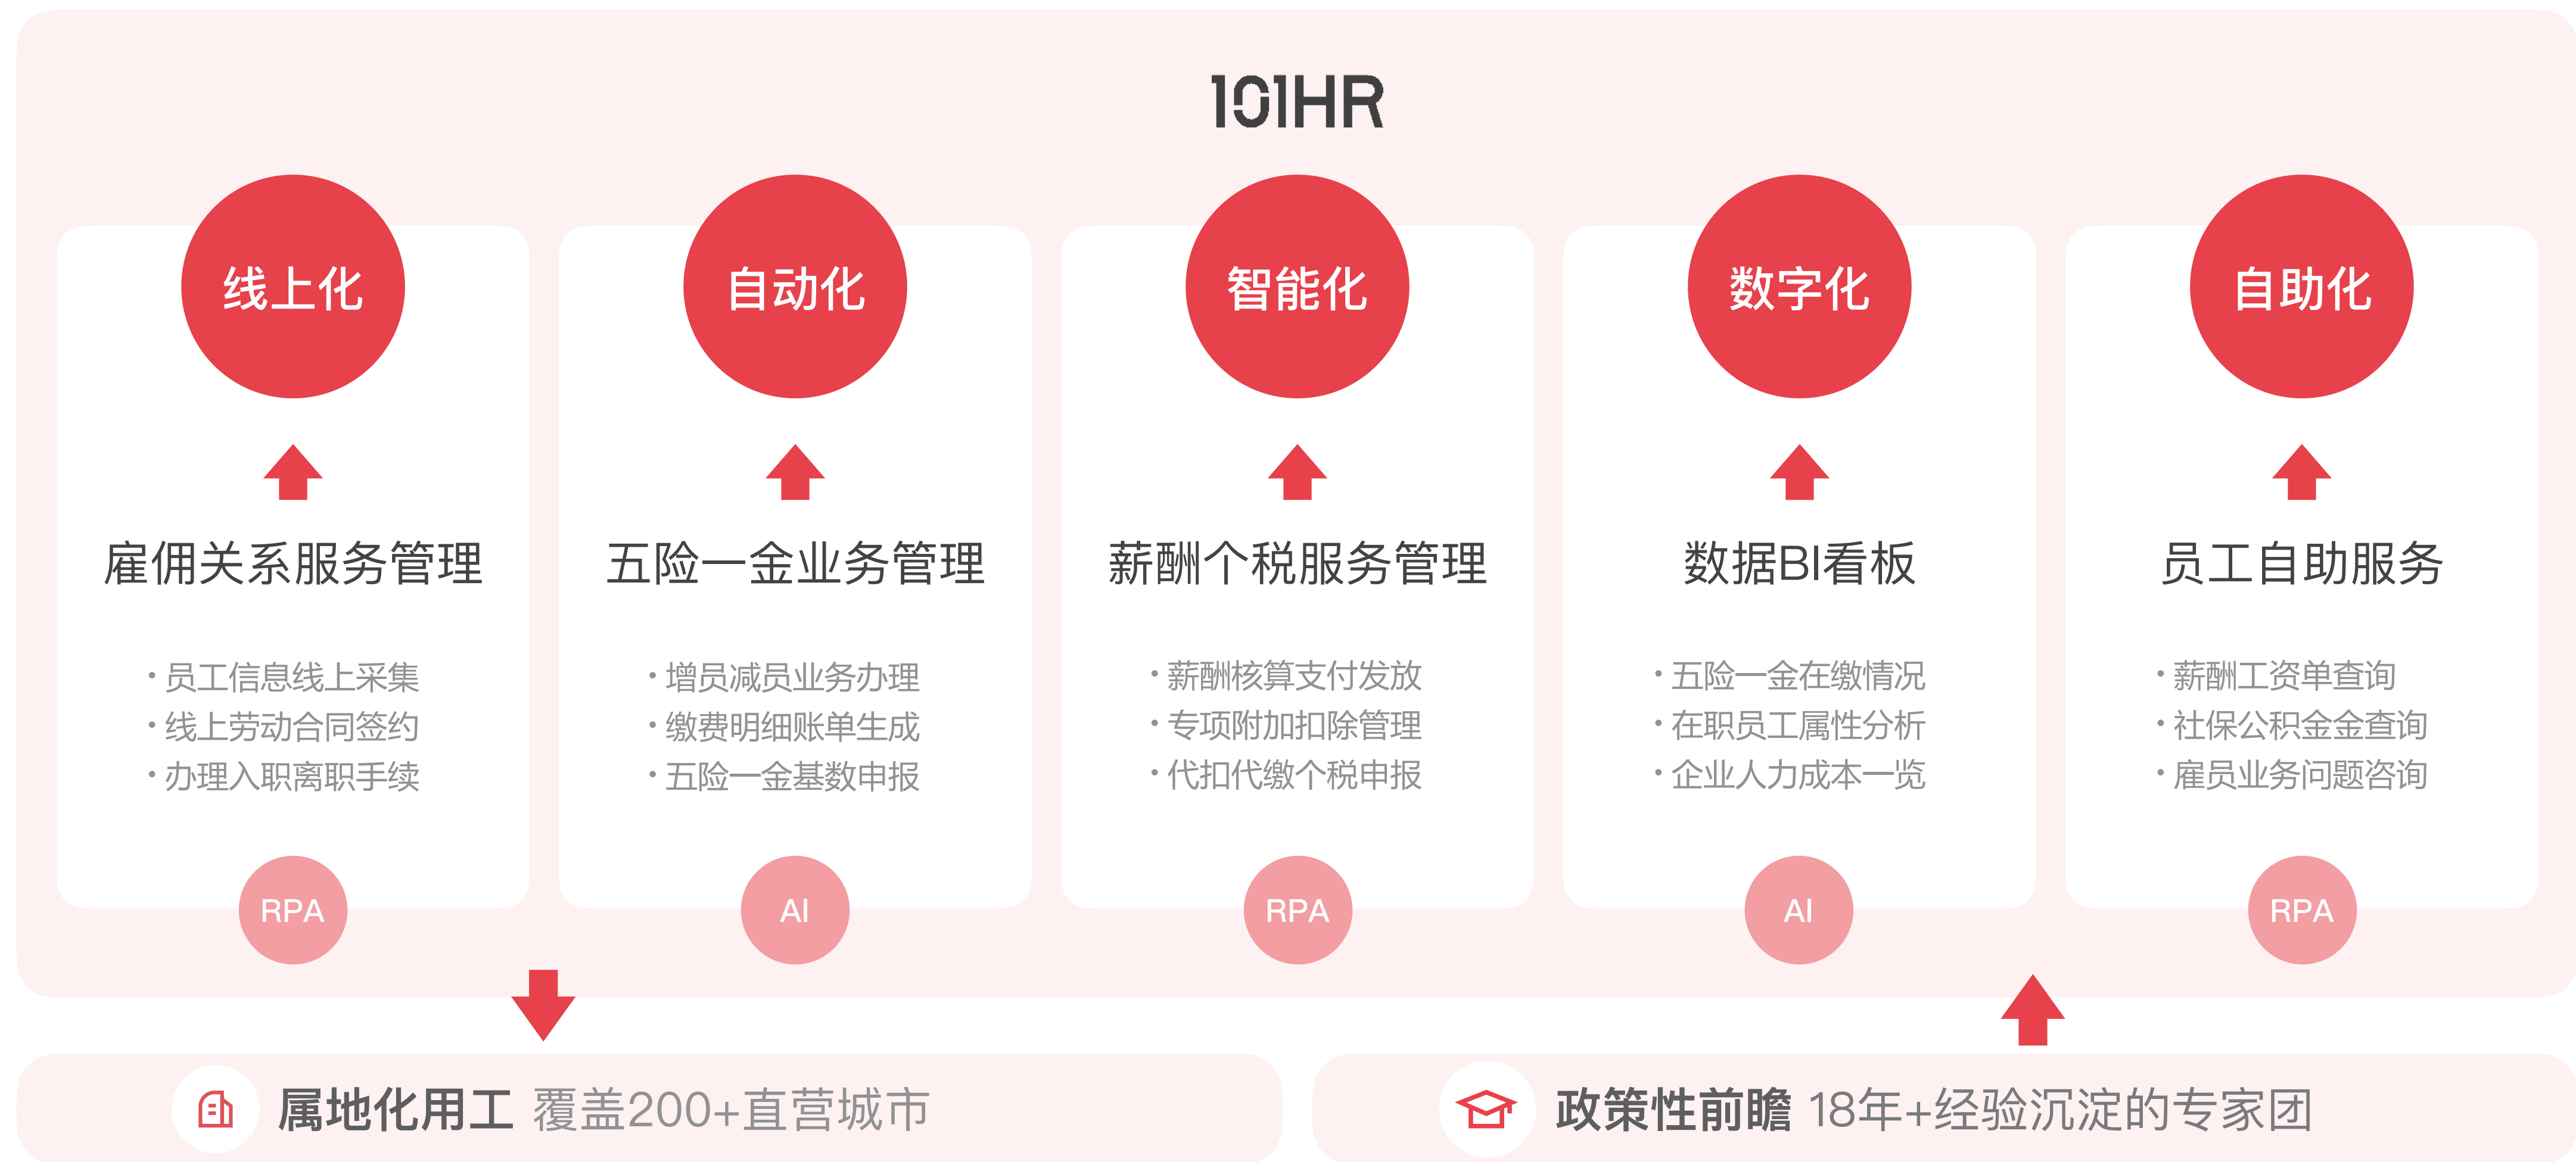 101HR
线上化
雇佣关系服务管理
· 员工信息线上采集
· 线上劳动合同签约
· 办理入职离职手续
RPA
自动化
五险一金业务管理
· 增员减员业务办理
· 缴费明细账单生成
· 五险一金基数申报
AI
智能化
薪酬个税服务管理
· 薪酬核算支付发放
· 专项附加扣除管理
· 代扣代缴个税申报
RPA
数字化
数据BI看板
· 五险一金在缴情况
· 在职员工属性分析
· 企业人力成本一览
AI
自助化
员工自助服务
· 薪酬工资单查询
· 社保公积金金查询
· 雇员业务问题咨询
RPA
属地化用工 覆盖200+直营城市
政策性前瞻 18年+经验沉淀的专家团